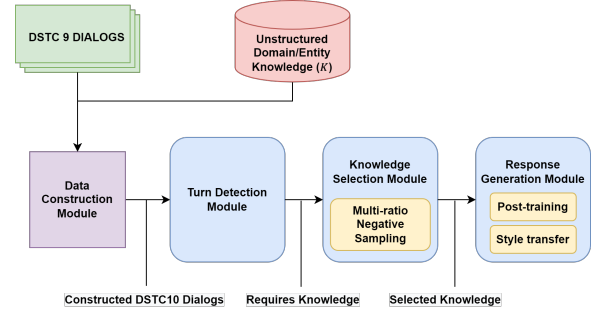 DSTC 9 DIALOGS
Unstructured
Domain/Entity
Knowledge (K)
Data
Construction
Module
Turn Detection
Module
Knowledge
Selection Module
Multi-ratio
Negative
Sampling
Response
Generation Module
Post-training
Style transfer
Constructed DSTC10 Dialogs
Requires Knowledge
Selected Knowledge